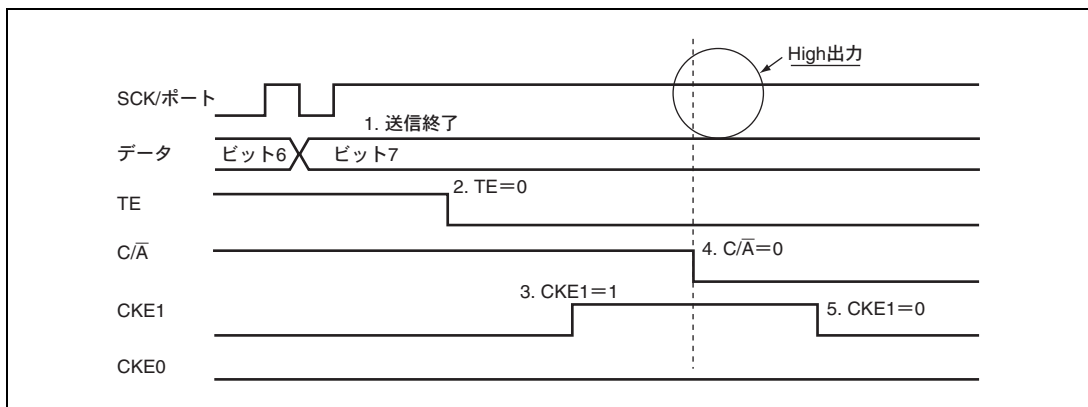 High出力
SCK/ポート
1. 送信終了
データ
ビット6
ビット7
TE
2. TE=0
C/A̅
4. C/A̅=0
3. CKE1=1
CKE1
5. CKE1=0
CKE0